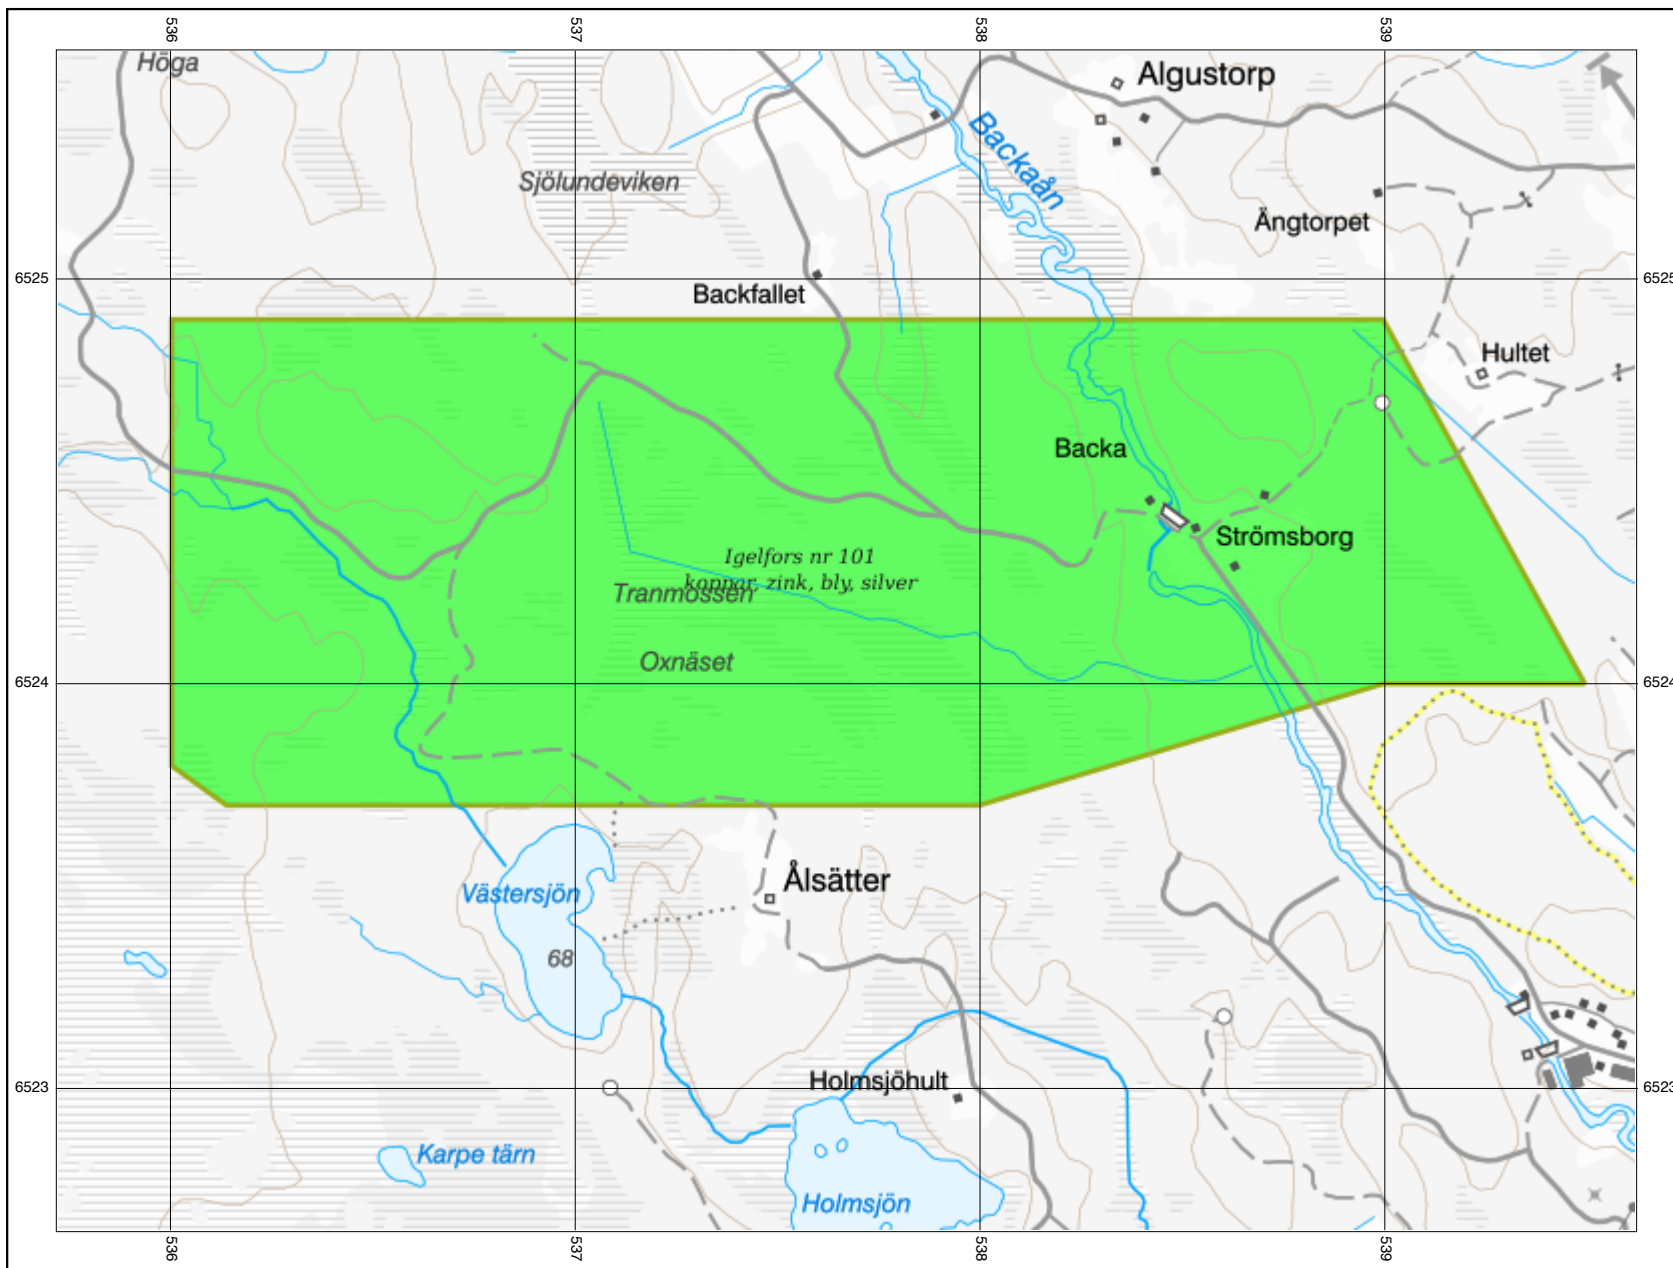 536
537
538
539
Höga
Algustorp
Backaån
Sjölundeviken
Ängtorpet
6525
6525
Backfallet
Hultet
Backa
Strömsborg
Igelfors nr 101
koppar, zink, bly, silver
Tranmossen
Oxnäset
6524
6524
Ålsätter
Västersjön
68
Holmsjöhult
6523
6523
Karpe tärn
Holmsjön
536
537
538
539